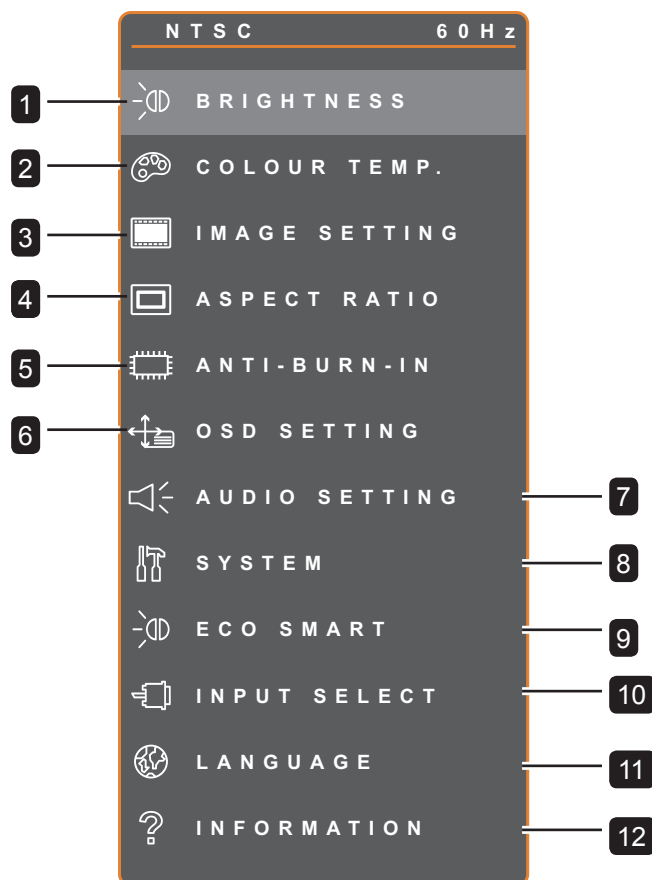 NTSC 60Hz
1 BRIGHTNESS
2 COLOUR TEMP.
3 IMAGE SETTING
4 ASPECT RATIO
5 ANTI-BURN-IN
6 OSD SETTING
AUDIO SETTING 7
SYSTEM 8
ECO SMART 9
INPUT SELECT 10
LANGUAGE 11
INFORMATION 12